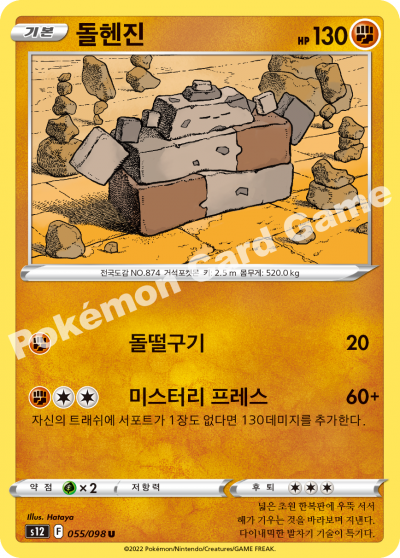 기본 돌헨진 HP 130
전국도감 NO.874 거석포켓몬 키: 2.5 m 몸무게: 520.0 kg
Pokémon Card Game
돌떨구기 20
미스터리 프레스 60+
자신의 트래쉬에 서포트가 1장도 없다면 130데미지를 추가한다.
약점 ×2 저항력 후퇴
Illus. Hataya
넓은 초원 한복판에 우뚝 서서
해가 기우는 것을 바라보며 지낸다.
다이내믹한 발차기 기술이 특기다.
s12 F 055/098 U
©2022 Pokémon/Nintendo/Creatures/GAME FREAK.